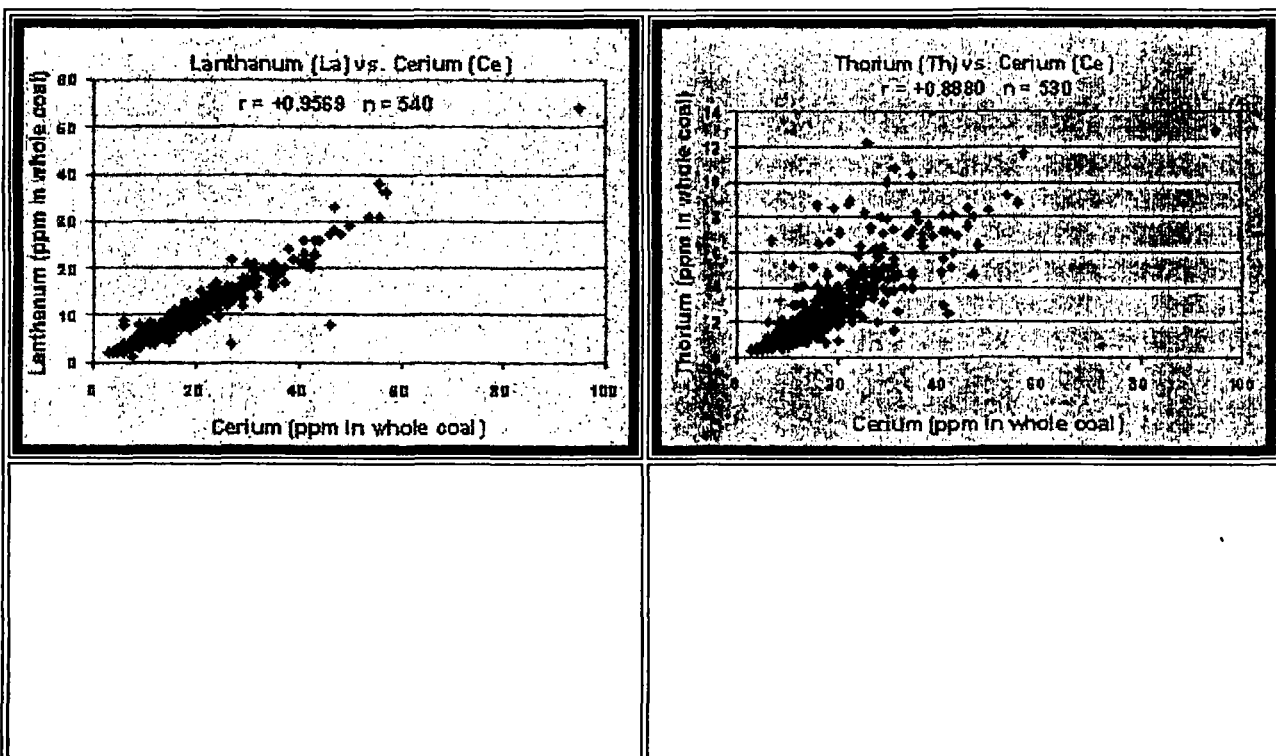 Lanthanum (La) vs. Cerium (Ce)
r = +0.9569 n = 540
Lanthanum (ppm in whole coal)
60
50
40
30
20
10
0
0 20 40 60 80 100
Cerium (ppm in whole coal)
Thorium (Th) vs. Cerium (Ce)
r = +0.8880 n = 530
Thorium (ppm in whole coal)
14
12
10
20 40 60 80 100
Cerium (ppm in whole coal)